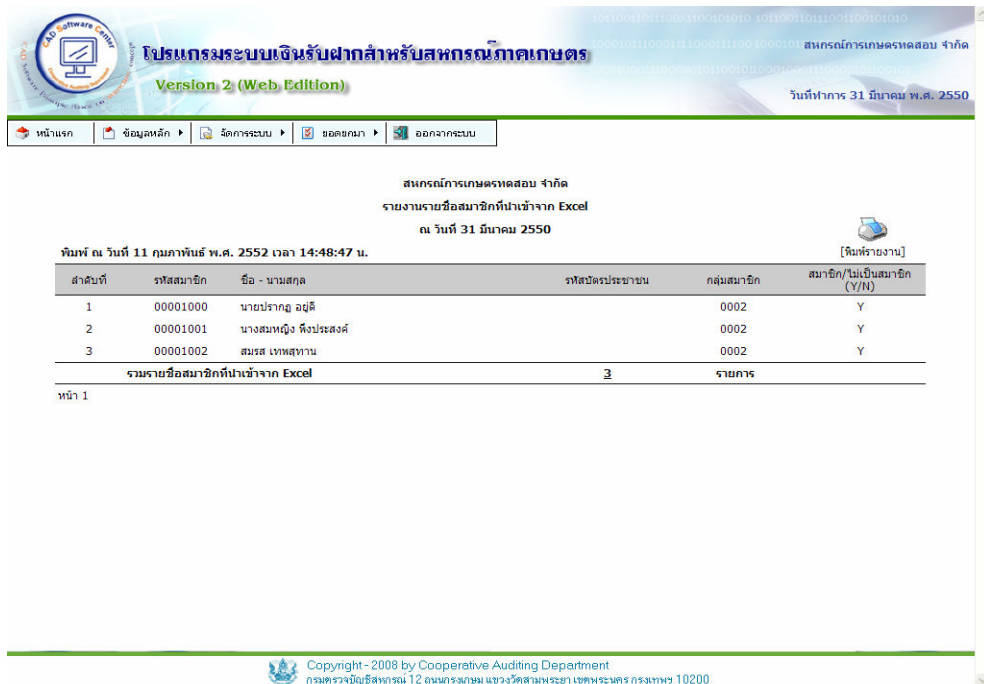 CAD Software Center
โปรแกรมระบบเงินรับฝากสำหรับสหกรณ์ภาคเกษตร
Version 2 (Web Edition)
สหกรณ์การเกษตรทดสอบ จำกัด
วันที่ทำการ 31 มีนาคม พ.ศ. 2550
หน้าแรก ข้อมูลหลัก จัดการระบบ ยอดยกมา ออกจากระบบ
สหกรณ์การเกษตรทดสอบ จำกัด
รายงานรายชื่อสมาชิกที่นำเข้าจาก Excel
ณ วันที่ 31 มีนาคม 2550
พิมพ์ ณ วันที่ 11 กุมภาพันธ์ พ.ศ. 2552 เวลา 14:48:47 น. [พิมพ์รายงาน]
ลำดับที่ รหัสสมาชิก ชื่อ - นามสกุล รหัสบัตรประชาชน กลุ่มสมาชิก สมาชิก/ไม่เป็นสมาชิก (Y/N)
1 00001000 นายปรากฏ อยู่ดี 0002 Y
2 00001001 นางสมหญิง พึงประสงค์ 0002 Y
3 00001002 สมรส เทพสุทาน 0002 Y
รวมรายชื่อสมาชิกที่นำเข้าจาก Excel 3 รายการ
หน้า 1
Copyright - 2008 by Cooperative Auditing Department
กรมตรวจบัญชีสหกรณ์ 12 ถนนกรุงเกษม แขวงวัดสามพระยา เขตพระนคร กรุงเทพฯ 10200